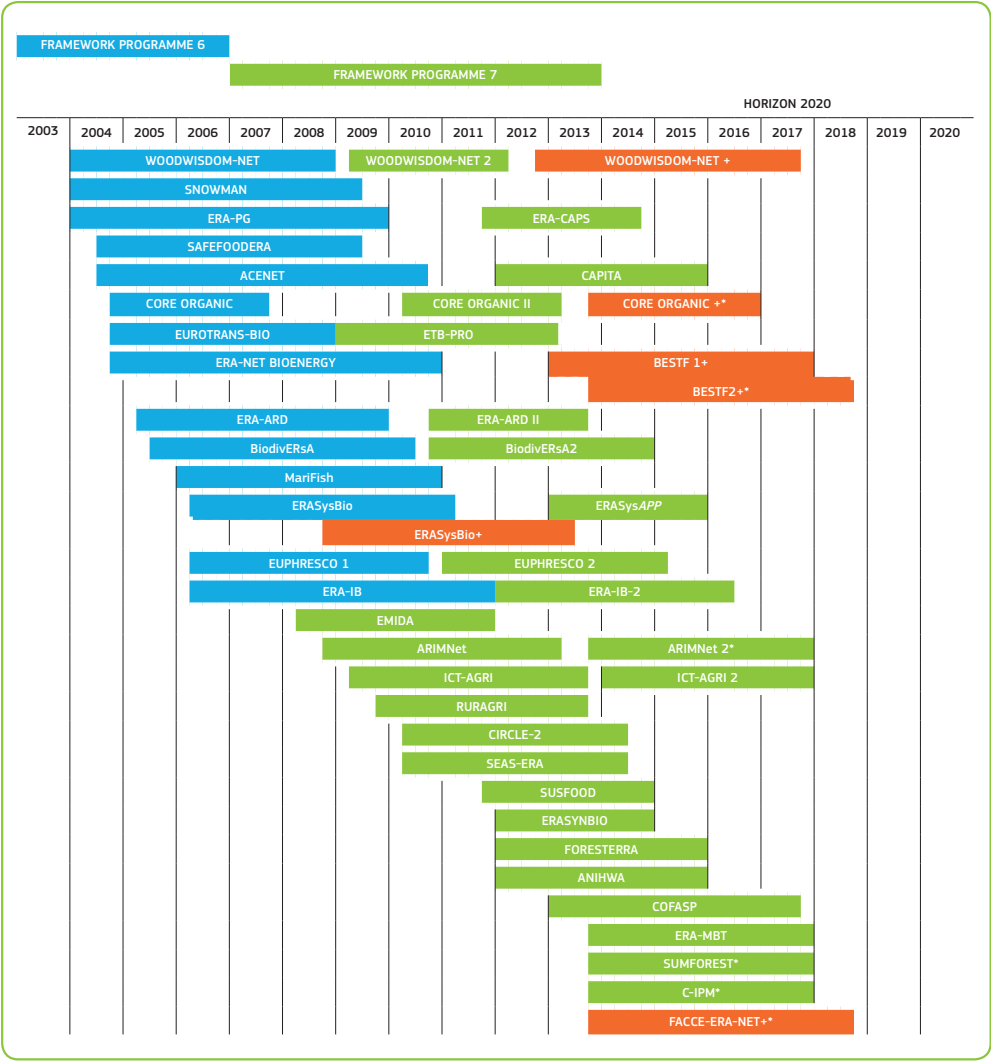 FRAMEWORK PROGRAMME 6
FRAMEWORK PROGRAMME 7
HORIZON 2020
2003 2004 2005 2006 2007 2008 2009 2010 2011 2012 2013 2014 2015 2016 2017 2018 2019 2020
WOODWISDOM-NET WOODWISDOM-NET 2 WOODWISDOM-NET +
SNOWMAN
ERA-PG ERA-CAPS
SAFEFOODERA
ACENET CAPITA
CORE ORGANIC CORE ORGANIC II CORE ORGANIC +*
EUROTRANS-BIO ETB-PRO
ERA-NET BIOENERGY BESTF 1+
BESTF2+*
ERA-ARD ERA-ARD II
BiodivERsA BiodivERsA2
MariFish
ERASysBio ERASysAPP
ERASysBio+
EUPHRESCO 1 EUPHRESCO 2
ERA-IB ERA-IB-2
EMIDA
ARIMNet ARIMNet 2*
ICT-AGRI ICT-AGRI 2
RURAGRI
CIRCLE-2
SEAS-ERA
SUSFOOD
ERASYNBIO
FORESTERRA
ANIHWA
COFASP
ERA-MBT
SUMFOREST*
C-IPM*
FACCE-ERA-NET+*